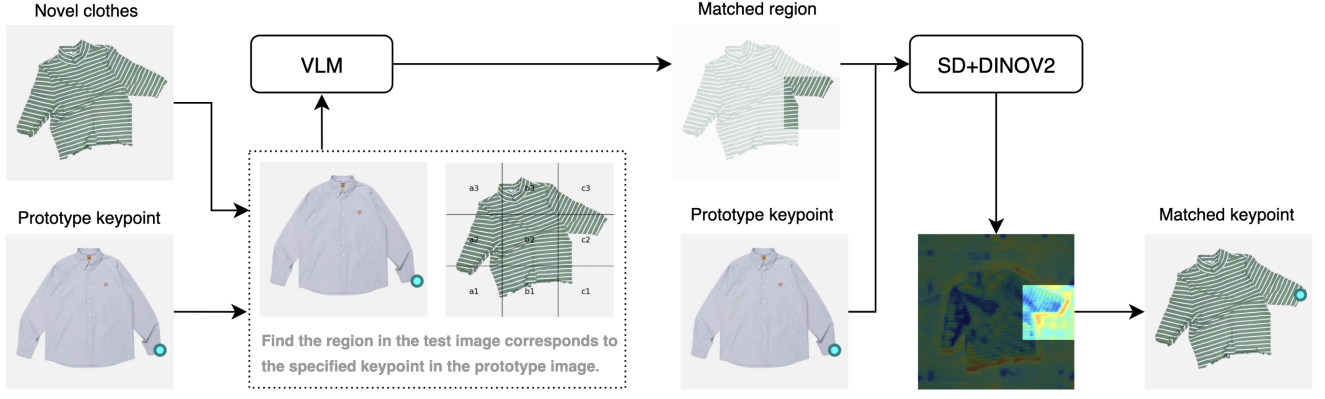 Novel clothes
Matched region
VLM
SD+DINOV2
Prototype keypoint
a3
b3
c3
a2
b2
c2
a1
b1
c1
Find the region in the test image corresponds to
the specified keypoint in the prototype image.
Prototype keypoint
Matched keypoint